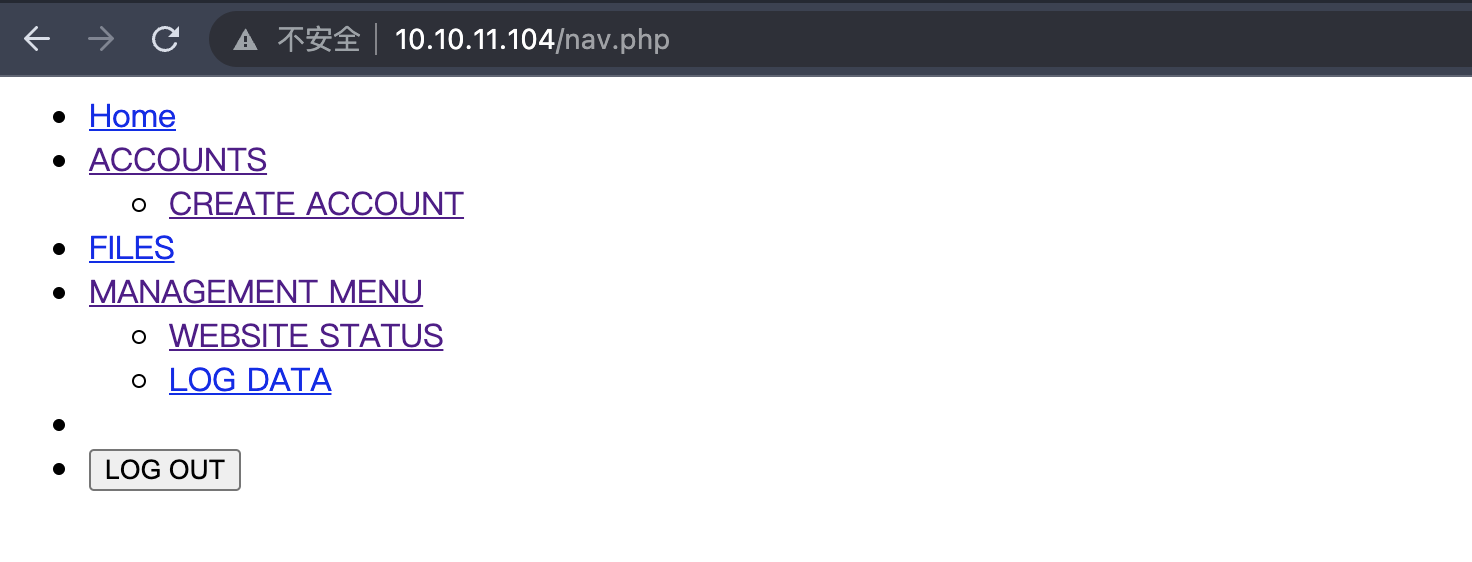 不安全 10.10.11.104/nav.php
Home
ACCOUNTS
CREATE ACCOUNT
FILES
MANAGEMENT MENU
WEBSITE STATUS
LOG DATA
LOG OUT